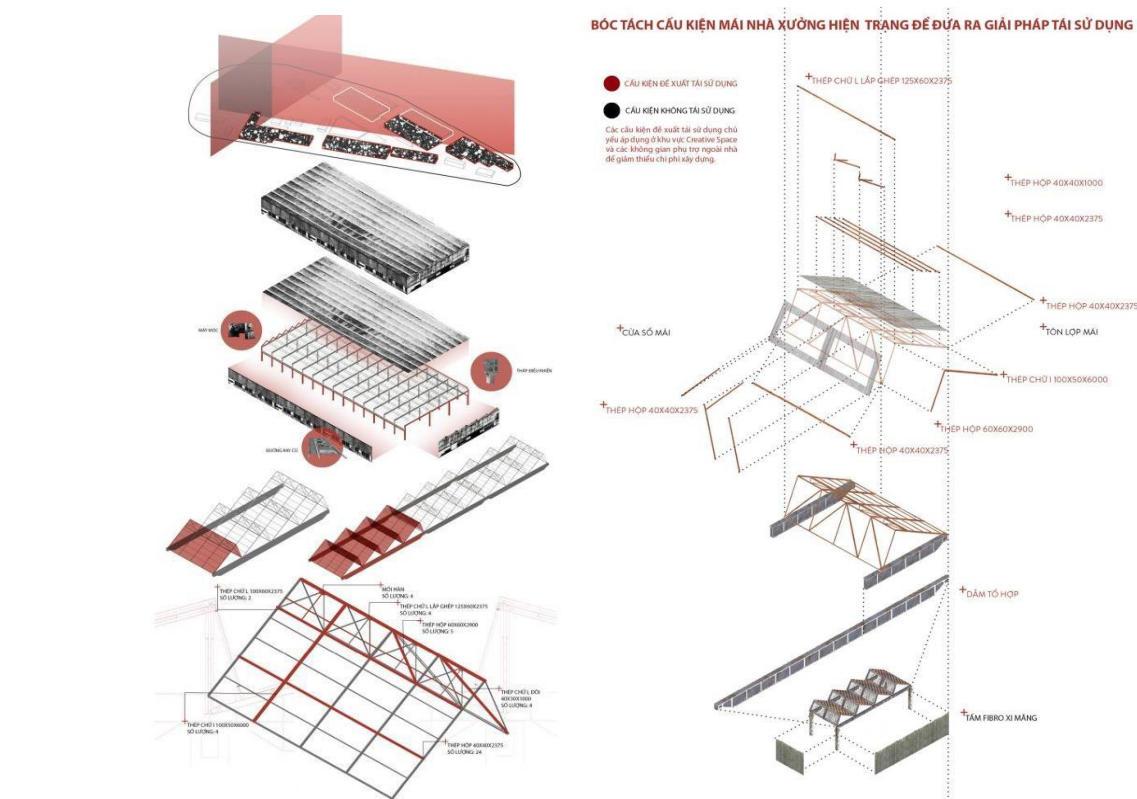 BÓC TÁCH CẤU KIỆN MÁI NHÀ XƯỞNG HIỆN TRẠNG ĐỂ ĐƯA RA GIẢI PHÁP TÁI SỬ DỤNG
CẤU KIỆN ĐỀ XUẤT TÁI SỬ DỤNG
CẤU KIỆN KHÔNG TÁI SỬ DỤNG
Các cấu kiện đề xuất tái sử dụng chủ
yếu áp dụng ở khu vực Creative Space
và các không gian phụ trợ ngoài nhà
để giảm thiểu chi phí xây dựng.
THÉP CHỮ L LẮP GHÉP 125X60X2375
THÉP HỘP 40X40X1000
THÉP HỘP 40X40X2375
THÉP HỘP 40X40X2375
CỬA SỔ MÁI
TÔN LỢP MÁI
THÉP CHỮ I 100X50X6000
THÉP HỘP 40X40X2375
THÉP HỘP 60X60X2900
THÉP HỘP 40X40X2375
DẦM TỔ HỢP
TẤM FIBRO XI MĂNG
MÁY MÓC
THÁP ĐIỀU KHIỂN
ĐƯỜNG RAY CŨ
THÉP CHỮ L 100X60X2375
SỐ LƯỢNG: 2
MỐI HÀN
SỐ LƯỢNG: 4
THÉP CHỮ L LẮP GHÉP 125X60X2375
SỐ LƯỢNG: 4
THÉP HỘP 60X60X2900
SỐ LƯỢNG: 5
THÉP CHỮ L ĐÔI
60X30X1000
SỐ LƯỢNG: 8
THÉP CHỮ I 100X50X6000
SỐ LƯỢNG: 4
THÉP HỘP 40X40X2375
SỐ LƯỢNG: 24